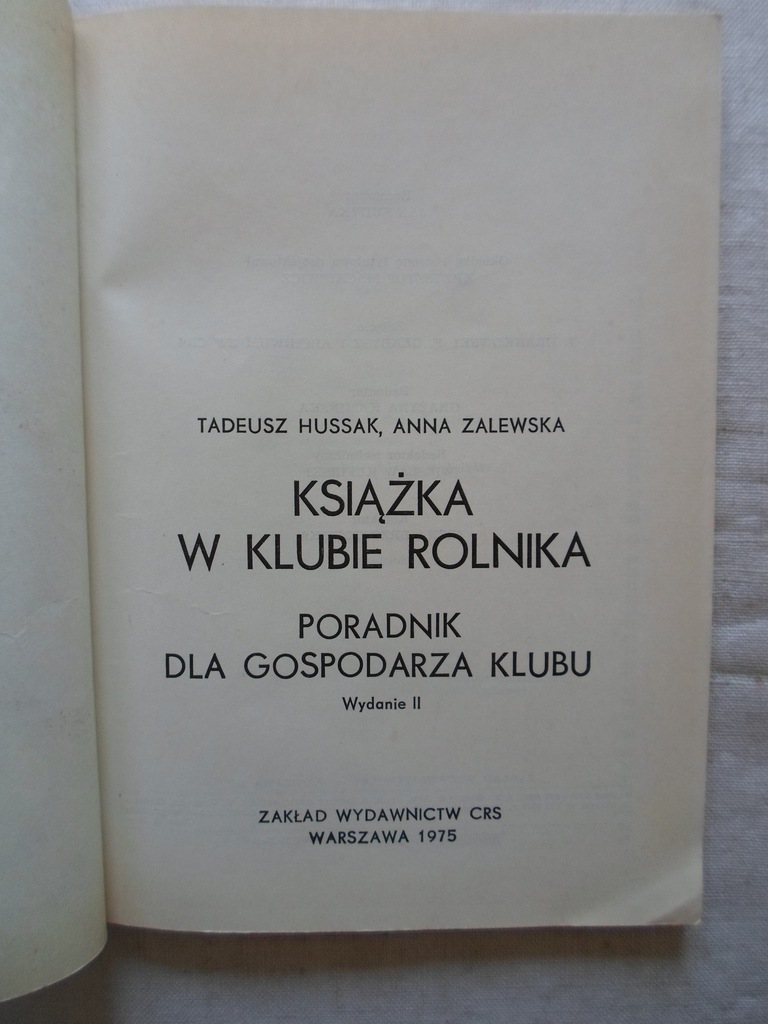 TADEUSZ HUSSAK, ANNA ZALEWSKA
KSIĄŻKA
W KLUBIE ROLNIKA
PORADNIK
DLA GOSPODARZA KLUBU
Wydanie II
ZAKŁAD WYDAWNICTW CRS
WARSZAWA 1975